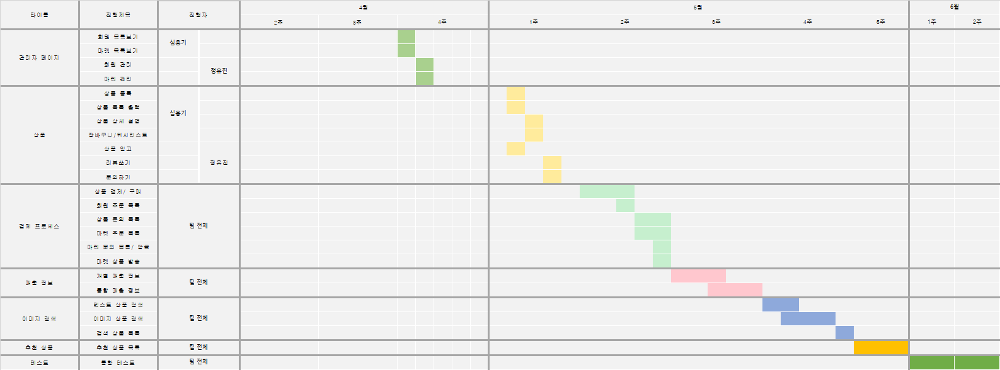 타이틀 진행제목 진행자 4월 5월 6월
2주 3주 4주 1주 2주 3주 4주 5주 1주 2주
관리자 페이지
회원 목록보기
마켓 목록보기
회원 관리
마켓 관리
심용기
정유진
상품
상품 등록
상품 목록 출력
상품 상세 설명
장바구니/위시리스트
상품 입고
리뷰쓰기
문의하기
심용기
정유진
결제 프로세스
상품 결제/ 구매
회원 주문 목록
상품 문의 목록
마켓 주문 목록
마켓 문의 목록/ 답글
마켓 상품 발송
팀 전체
매출 정보
개별 매출 정보
통합 매출 정보
팀 전체
이미지 검색
텍스트 상품 검색
이미지 상품 검색
검색 상품 목록
팀 전체
추천 상품 추천 상품 목록 팀 전체
테스트 통합 테스트 팀 전체